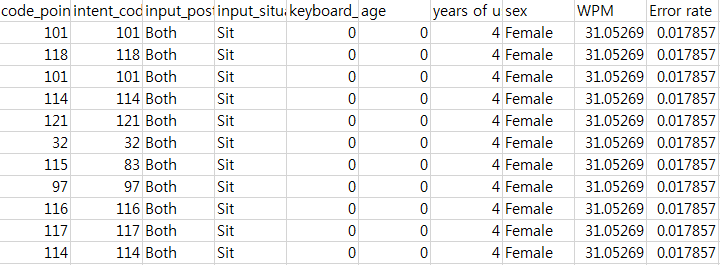 code_poin intent_cod input_post input_situa keyboard_ age years of u sex WPM Error rate
101 101 Both Sit 0 0 4 Female 31.05269 0.017857
118 118 Both Sit 0 0 4 Female 31.05269 0.017857
101 101 Both Sit 0 0 4 Female 31.05269 0.017857
114 114 Both Sit 0 0 4 Female 31.05269 0.017857
121 121 Both Sit 0 0 4 Female 31.05269 0.017857
32 32 Both Sit 0 0 4 Female 31.05269 0.017857
115 83 Both Sit 0 0 4 Female 31.05269 0.017857
97 97 Both Sit 0 0 4 Female 31.05269 0.017857
116 116 Both Sit 0 0 4 Female 31.05269 0.017857
117 117 Both Sit 0 0 4 Female 31.05269 0.017857
114 114 Both Sit 0 0 4 Female 31.05269 0.017857